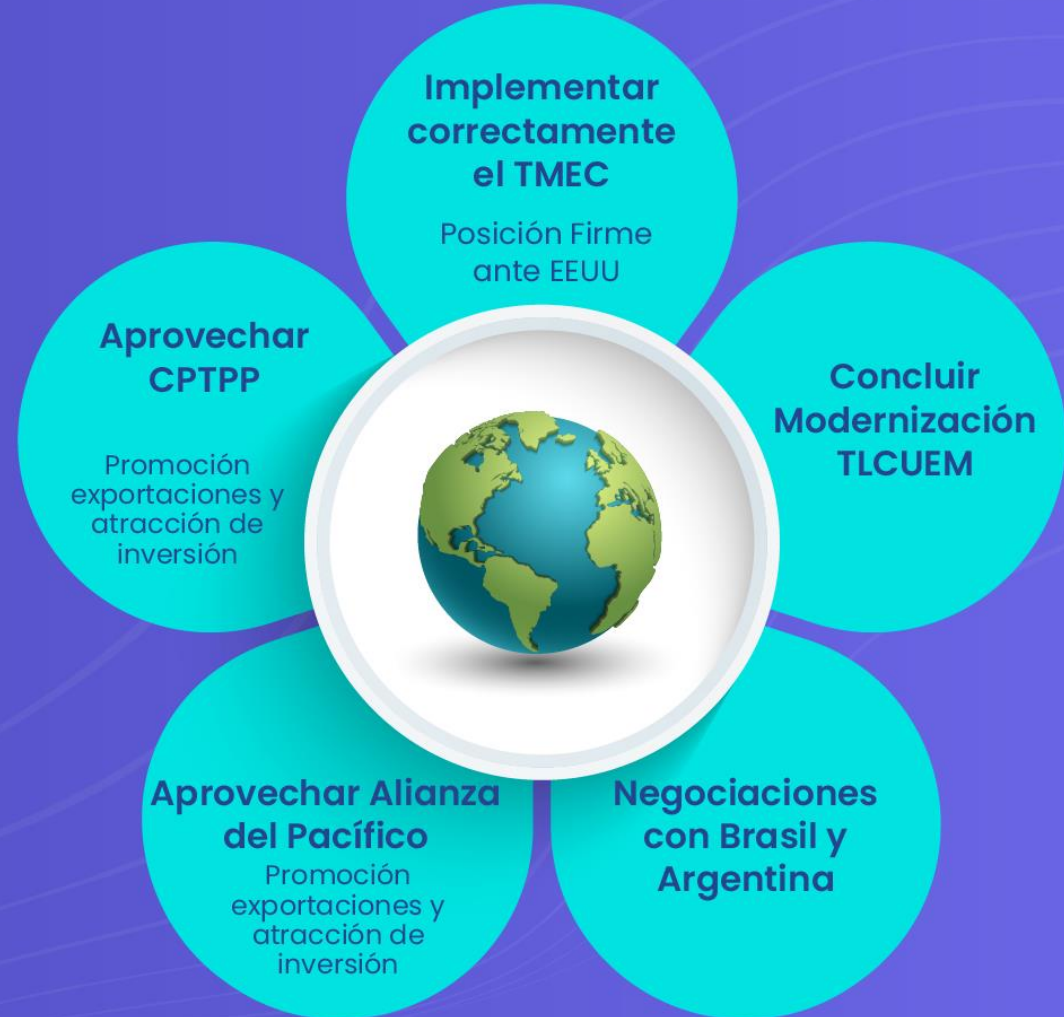 Implementar
correctamente
el TMEC
Posición Firme
ante EEUU
Aprovechar
CPTPP
Promoción
exportaciones y
atracción de
inversión
Concluir
Modernización
TLCUEM
Aprovechar Alianza
del Pacífico
Promoción
exportaciones y
atracción de
inversión
Negociaciones
con Brasil y
Argentina